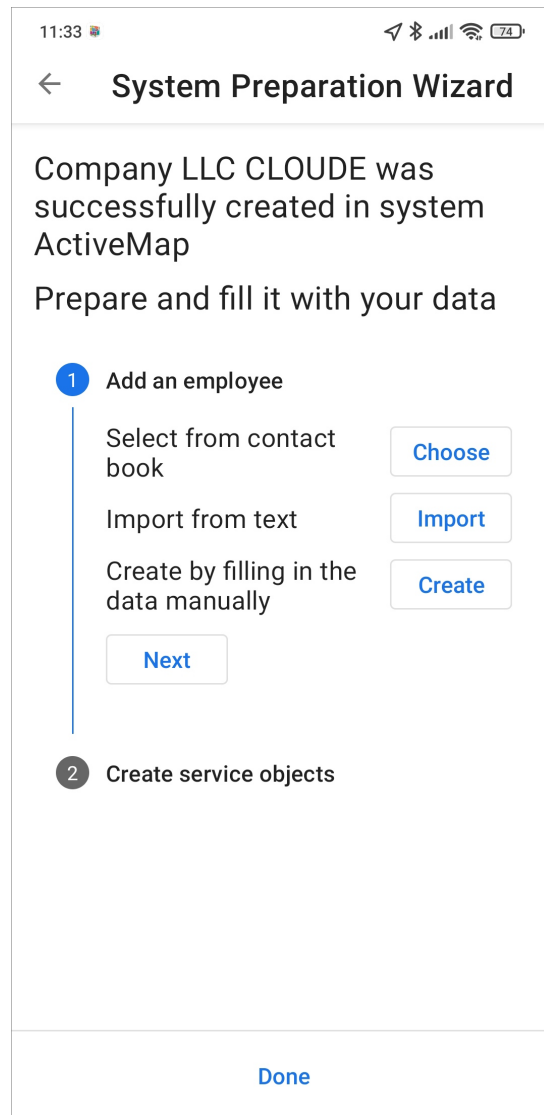 11:33
74
System Preparation Wizard
Company LLC CLOUDE was
successfully created in system
ActiveMap
Prepare and fill it with your data
1 Add an employee
Select from contact
book
Choose
Import from text
Import
Create by filling in the
data manually
Create
Next
2 Create service objects
Done